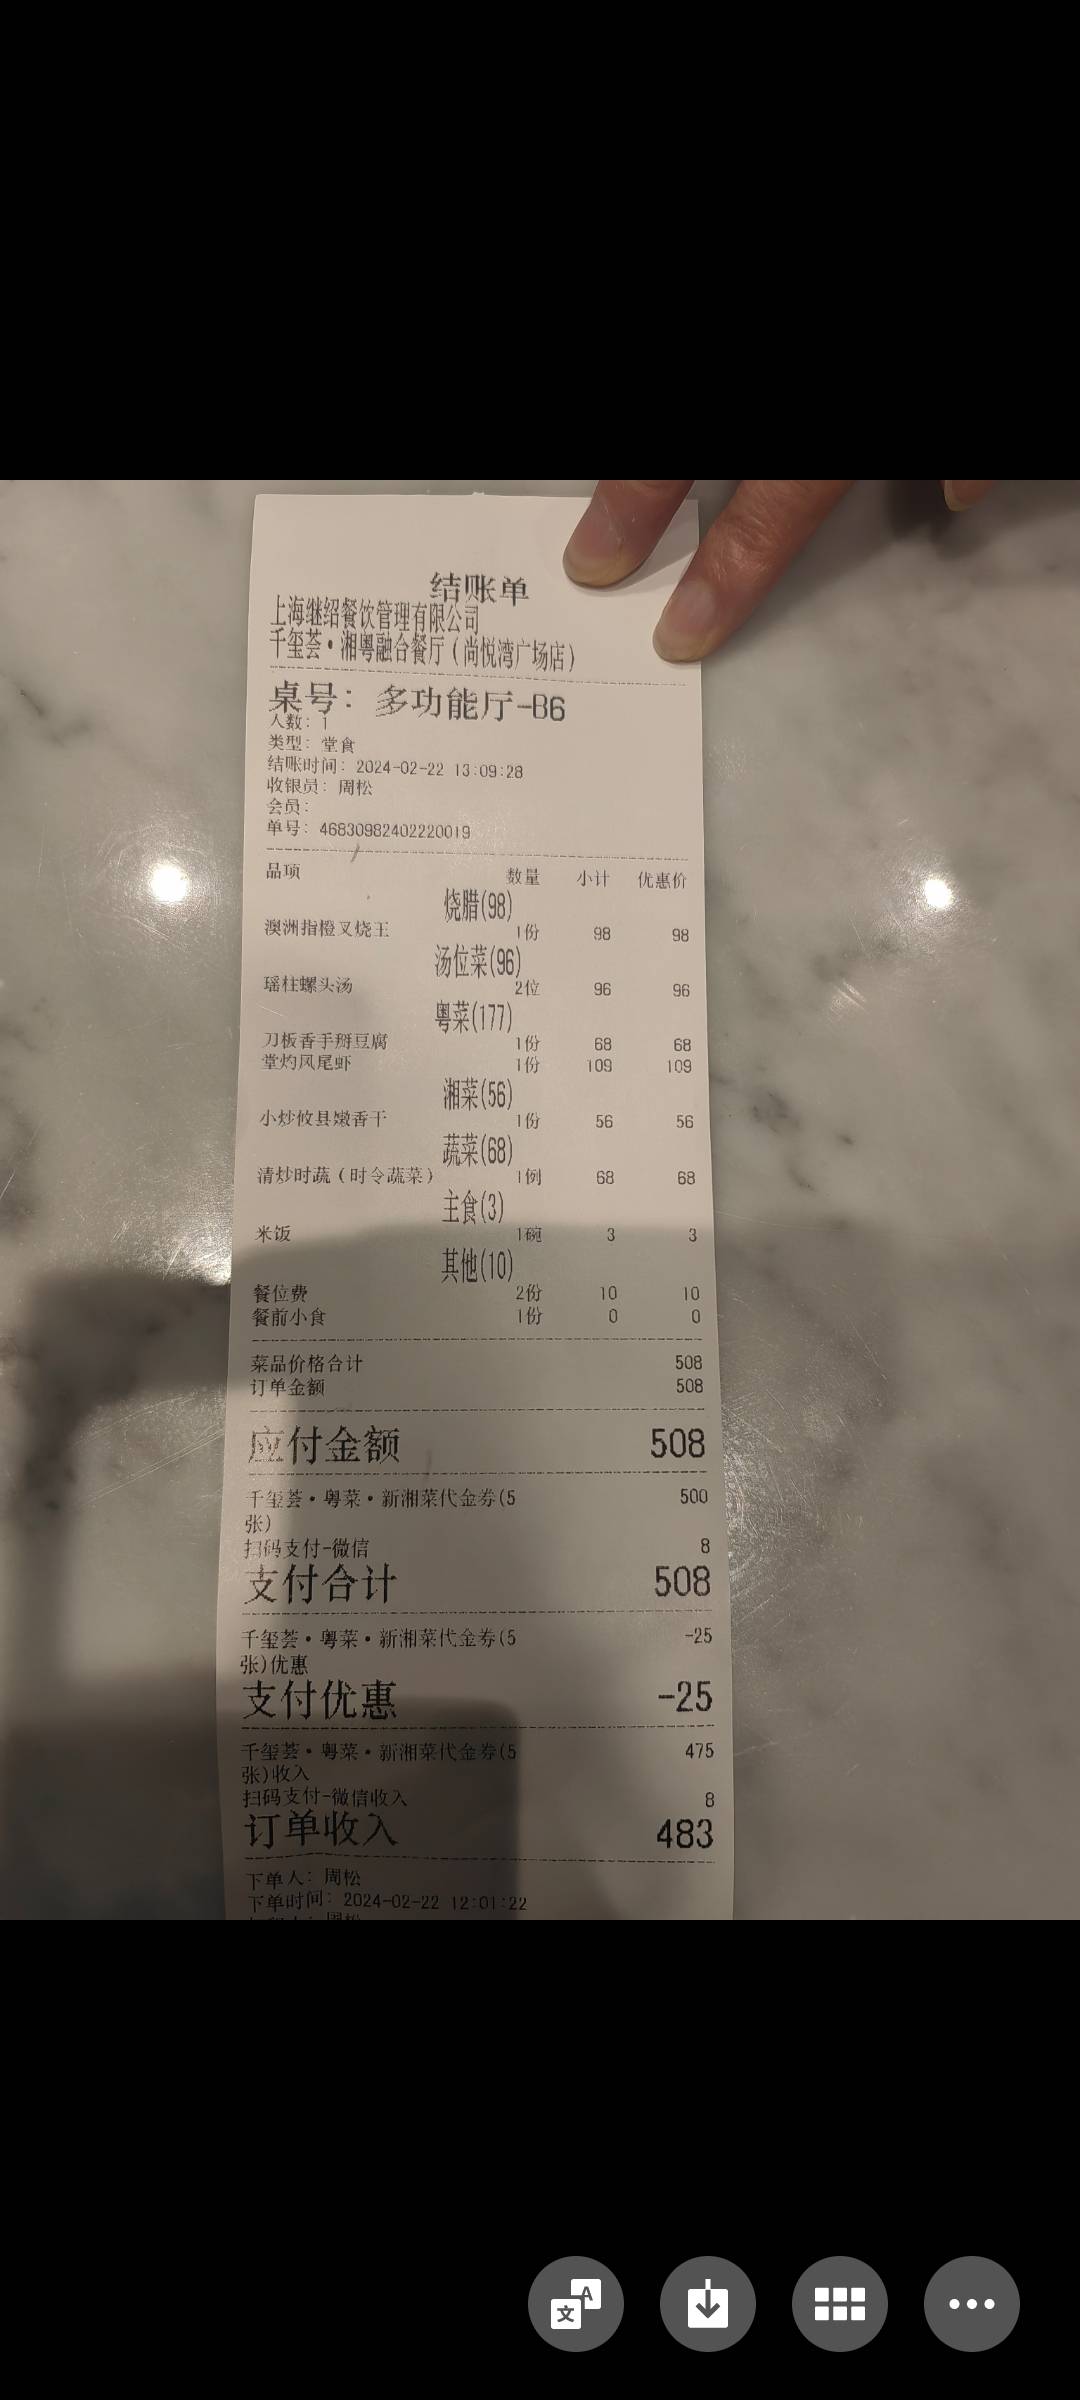 结账单
上海继绍餐饮管理有限公司
千玺荟·湘粤融合餐厅(尚悦湾广场店)
桌号: 多功能厅-B6
人数: 1
类型: 堂食
结账时间: 2024-02-22 13:09:28
收银员: 周松
会员:
单号: 46830982402220019
品项 数量 小计 优惠价
烧腊(98)
澳洲指橙叉烧王 1份 98 98
汤位菜(96)
瑶柱螺头汤 2位 96 96
粤菜(177)
刀板香手掰豆腐 1份 68 68
堂灼凤尾虾 1份 109 109
湘菜(56)
小炒攸县嫩香干 1份 56 56
蔬菜(68)
清炒时蔬(时令蔬菜) 1例 68 68
主食(3)
米饭 1碗 3 3
其他(10)
餐位费 2份 10 10
餐前小食 1份 0 0
菜品价格合计 508
订单金额 508
应付金额 508
千玺荟·粤菜·新湘菜代金券(5 500
张)
扫码支付-微信 8
支付合计 508
千玺荟·粤菜·新湘菜代金券(5 -25
张)优惠
支付优惠 -25
千玺荟·粤菜·新湘菜代金券(5 475
张)收入
扫码支付-微信收入 8
订单收入 483
下单人: 周松
下单时间: 2024-02-22 12:01:22